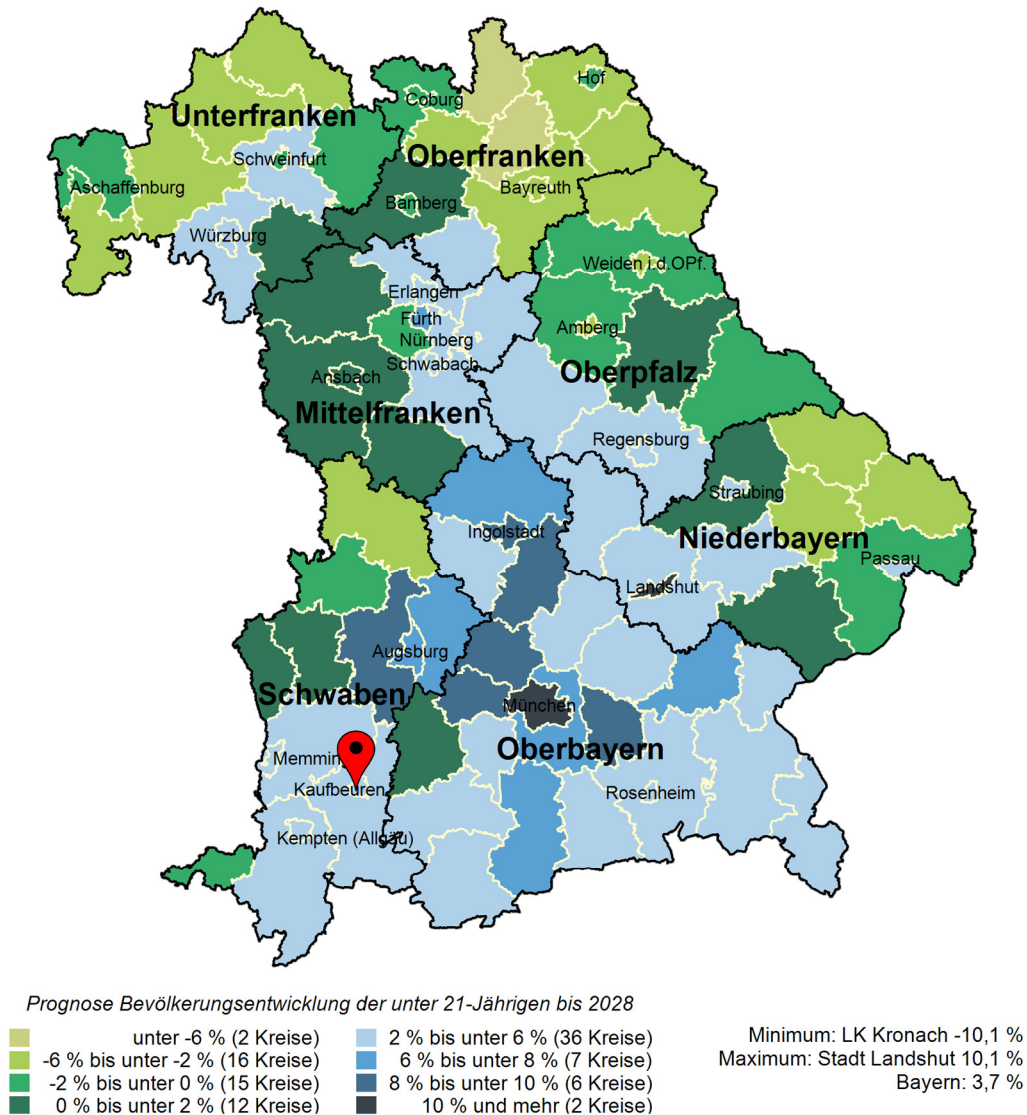 Hof
Coburg
Unterfranken
Oberfranken
Schweinfurt
Aschaffenburg
Bayreuth
Bamberg
Würzburg
Weiden i.d.OPf.
Erlangen
Fürth
Amberg
Nürnberg
Schwabach
Oberpfalz
Ansbach
Mittelfranken
Regensburg
Straubing
Ingolstadt
Niederbayern
Passau
Landshut
Augsburg
Schwaben
München
Oberbayern
Kaufbeuren
Rosenheim
Kempten (Allgäu)
Prognose Bevölkerungsentwicklung der unter 21-Jährigen bis 2028
unter -6 % (2 Kreise)
-6 % bis unter -2 % (16 Kreise)
-2 % bis unter 0 % (15 Kreise)
0 % bis unter 2 % (12 Kreise)
2 % bis unter 6 % (36 Kreise)
6 % bis unter 8 % (7 Kreise)
8 % bis unter 10 % (6 Kreise)
10 % und mehr (2 Kreise)
Minimum: LK Kronach -10,1 %
Maximum: Stadt Landshut 10,1 %
Bayern: 3,7 %